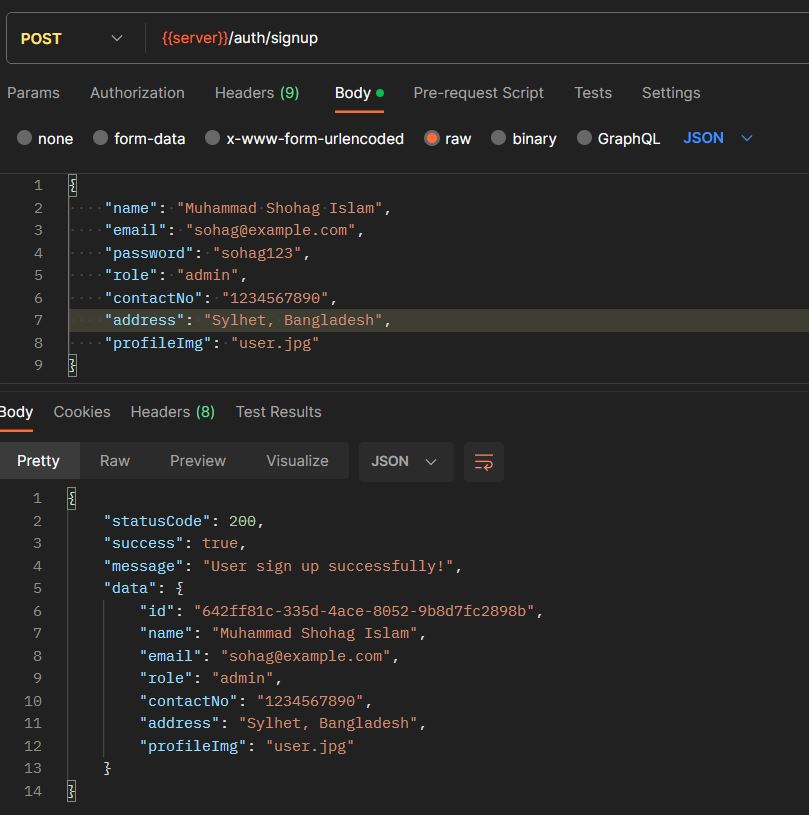 POST {{server}}/auth/signup
Params Authorization Headers (9) Body Pre-request Script Tests Settings
none form-data x-www-form-urlencoded raw binary GraphQL JSON
1 {
2 "name": "Muhammad Shohag Islam",
3 "email": "sohag@example.com",
4 "password": "sohag123",
5 "role": "admin",
6 "contactNo": "1234567890",
7 "address": "Sylhet, Bangladesh",
8 "profileImg": "user.jpg"
9 }
Body Cookies Headers (8) Test Results
Pretty Raw Preview Visualize JSON
1 {
2 "statusCode": 200,
3 "success": true,
4 "message": "User sign up successfully!",
5 "data": {
6 "id": "642ff81c-335d-4ace-8052-9b8d7fc2898b",
7 "name": "Muhammad Shohag Islam",
8 "email": "sohag@example.com",
9 "role": "admin",
10 "contactNo": "1234567890",
11 "address": "Sylhet, Bangladesh",
12 "profileImg": "user.jpg"
13 }
14 }